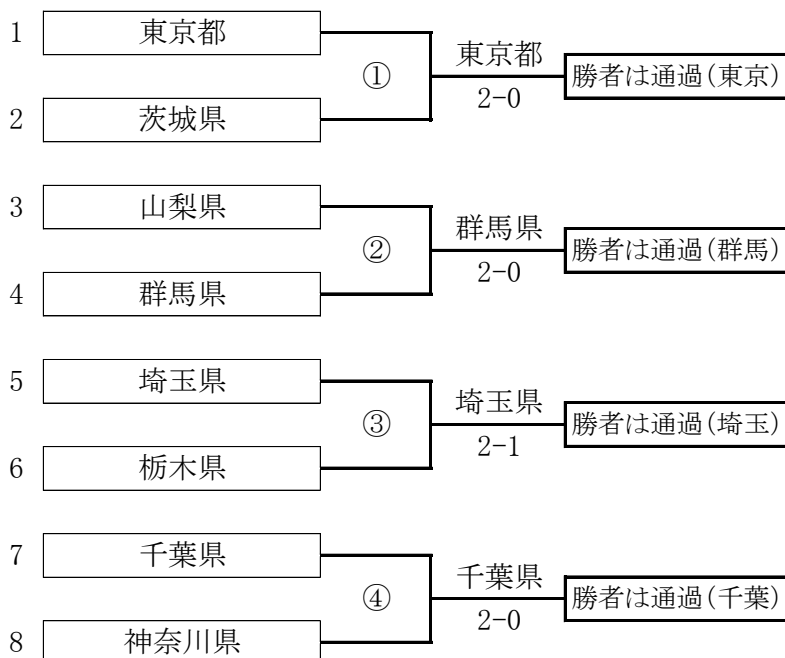 1 東京都
① 東京都 2-0 勝者は通過(東京)
2 茨城県
3 山梨県
② 群馬県 2-0 勝者は通過(群馬)
4 群馬県
5 埼玉県
③ 埼玉県 2-1 勝者は通過(埼玉)
6 栃木県
7 千葉県
④ 千葉県 2-0 勝者は通過(千葉)
8 神奈川県